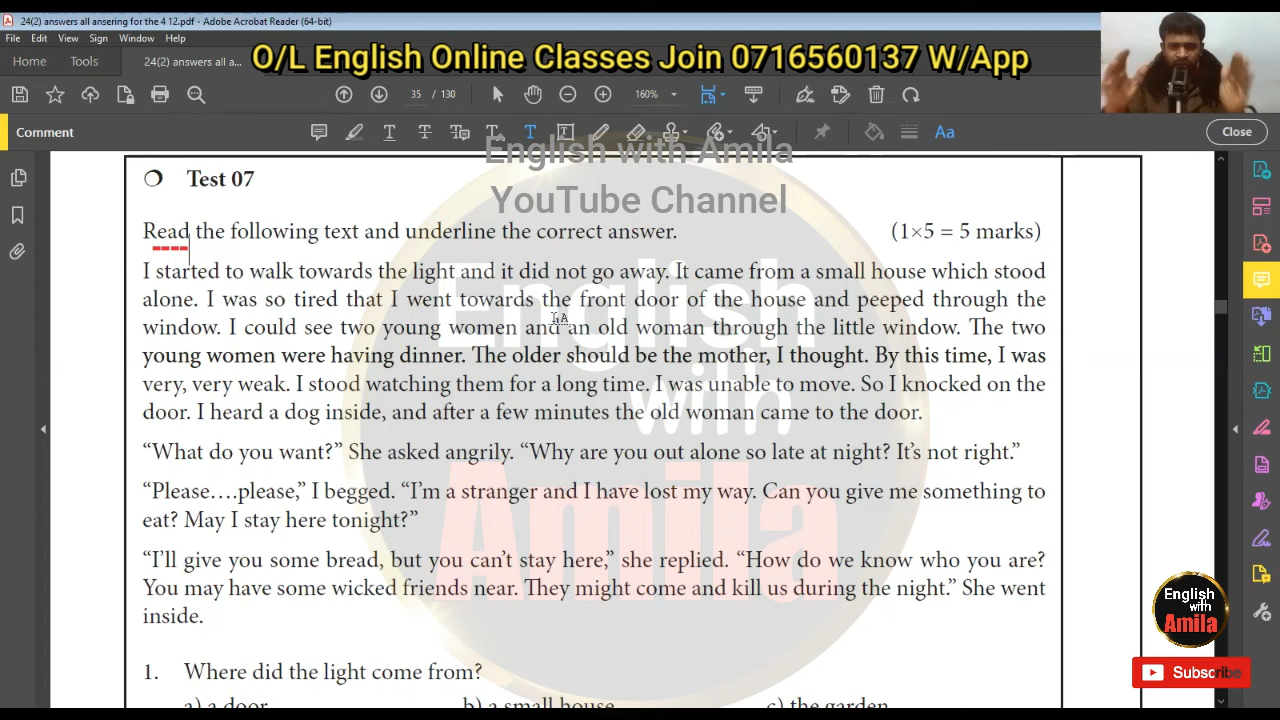 24(2) answers all ansering for the 4 12.pdf - Adobe Acrobat Reader (64-bit)
File Edit View Sign Window Help
O/L English Online Classes Join 0716560137 W/App
Home Tools 24(2) answers all a...
35 / 130 160%
Comment
Close
English with Amila
YouTube Channel
Test 07
Read the following text and underline the correct answer. (1×5 = 5 marks)
I started to walk towards the light and it did not go away. It came from a small house which stood
alone. I was so tired that I went towards the front door of the house and peeped through the
window. I could see two young women and an old woman through the little window. The two
young women were having dinner. The older should be the mother, I thought. By this time, I was
very, very weak. I stood watching them for a long time. I was unable to move. So I knocked on the
door. I heard a dog inside, and after a few minutes the old woman came to the door.
“What do you want?” She asked angrily. “Why are you out alone so late at night? It’s not right.”
“Please….please,” I begged. “I’m a stranger and I have lost my way. Can you give me something to
eat? May I stay here tonight?”
“I’ll give you some bread, but you can’t stay here,” she replied. “How do we know who you are?
You may have some wicked friends near. They might come and kill us during the night.” She went
inside.
1. Where did the light come from?
a) a door b) a small house c) the garden
English
with
Amila
English
with
Amila
Subscribe